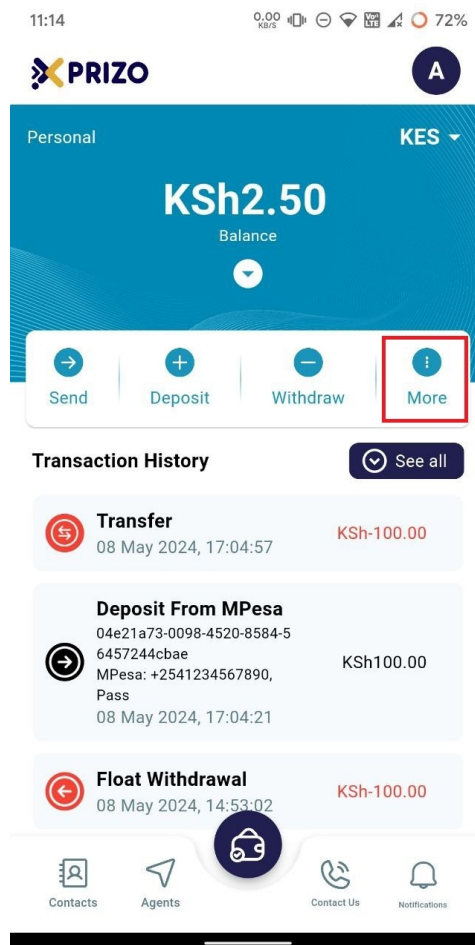 11:14 0.00 KB/S Vo)) LTE 72%
PRIZO A
Personal KES
KSh2.50
Balance
Send Deposit Withdraw More
Transaction History See all
Transfer
08 May 2024, 17:04:57 KSh-100.00
Deposit From MPesa
04e21a73-0098-4520-8584-5
6457244cbae
MPesa: +2541234567890, KSh100.00
Pass
08 May 2024, 17:04:21
Float Withdrawal
08 May 2024, 14:53:02 KSh-100.00
Contacts Agents Contact Us Notifications